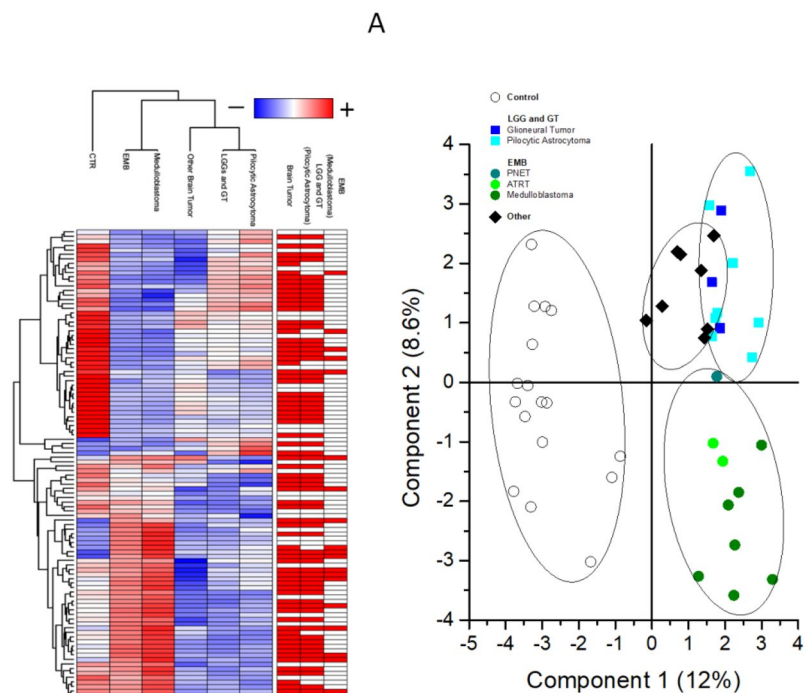 A
−
+
CTR
EMB
Medulloblastoma
Other Brain Tumor
LGGs and GT
Pilocytic Astrocytoma
Brain Tumor
(Pilocytic Astrocytoma)
LGG and GT
(Medulloblastoma)
EMB
Control
LGG and GT
Glioneural Tumor
Pilocytic Astrocytoma
EMB
PNET
ATRT
Medulloblastoma
Other
Component 2 (8.6%)
4
3
2
1
0
-1
-2
-3
-4
-5
-4
-3
-2
-1
0
1
2
3
4
Component 1 (12%)